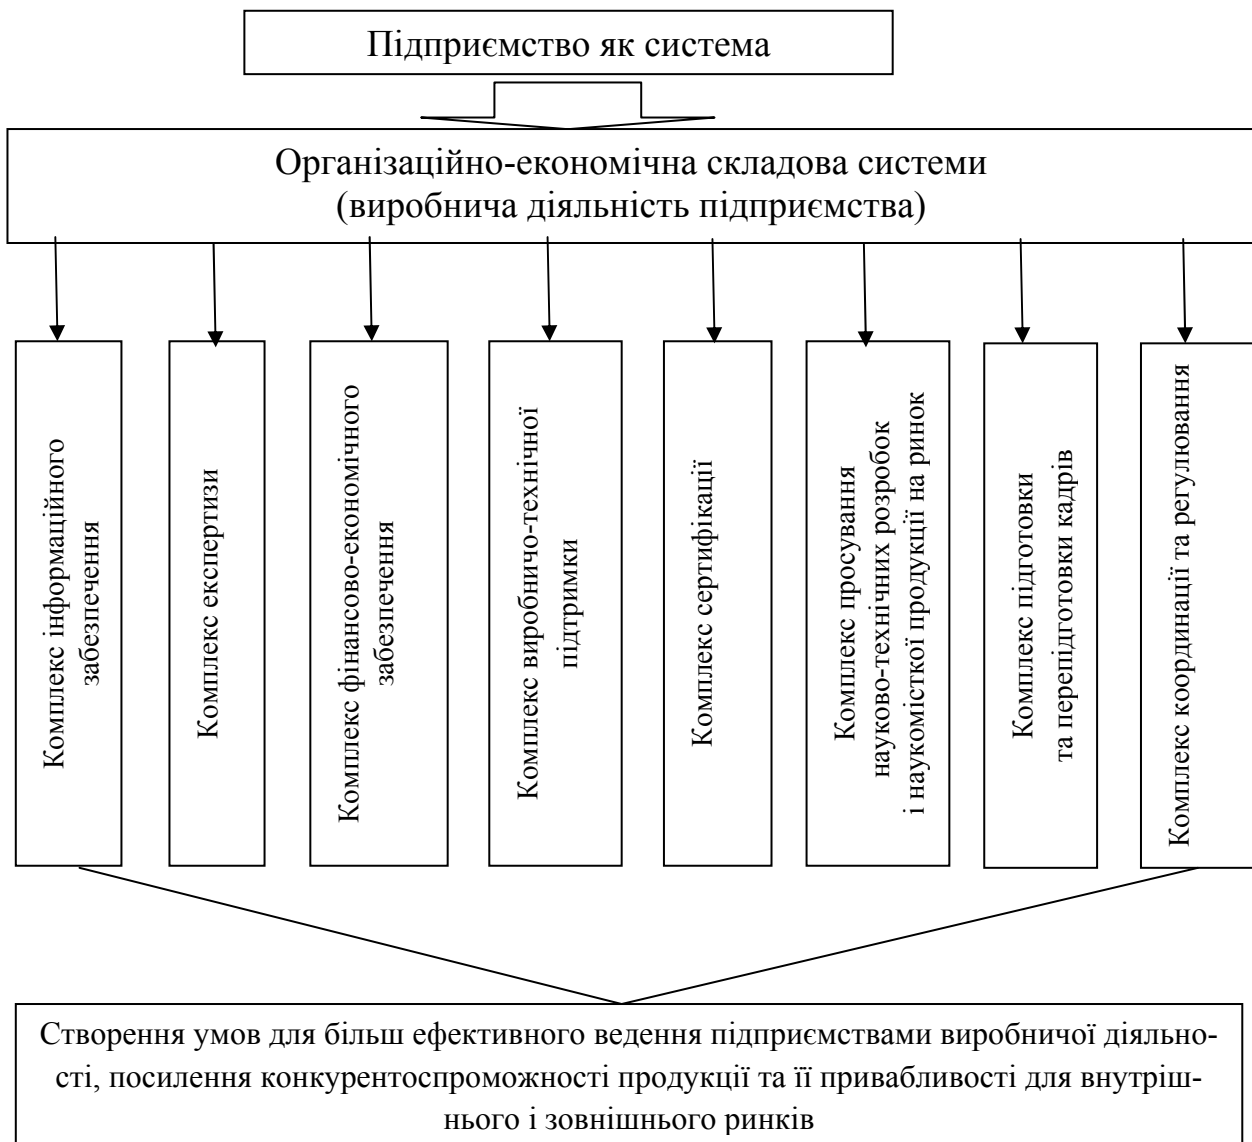 Підприємство як система
Організаційно-економічна складова системи
(виробнича діяльність підприємства)
Комплекс інформаційного
забезпечення
Комплекс експертизи
Комплекс фінансово-економічного
забезпечення
Комплекс виробничо-технічної
підтримки
Комплекс сертифікації
Комплекс просування
науково-технічних розробок
і наукомісткої продукції на ринок
Комплекс підготовки
та перепідготовки кадрів
Комплекс координації та регулювання
Створення умов для більш ефективного ведення підприємствами виробничої діяльно-
сті, посилення конкурентоспроможності продукції та її привабливості для внутріш-
нього і зовнішнього ринків